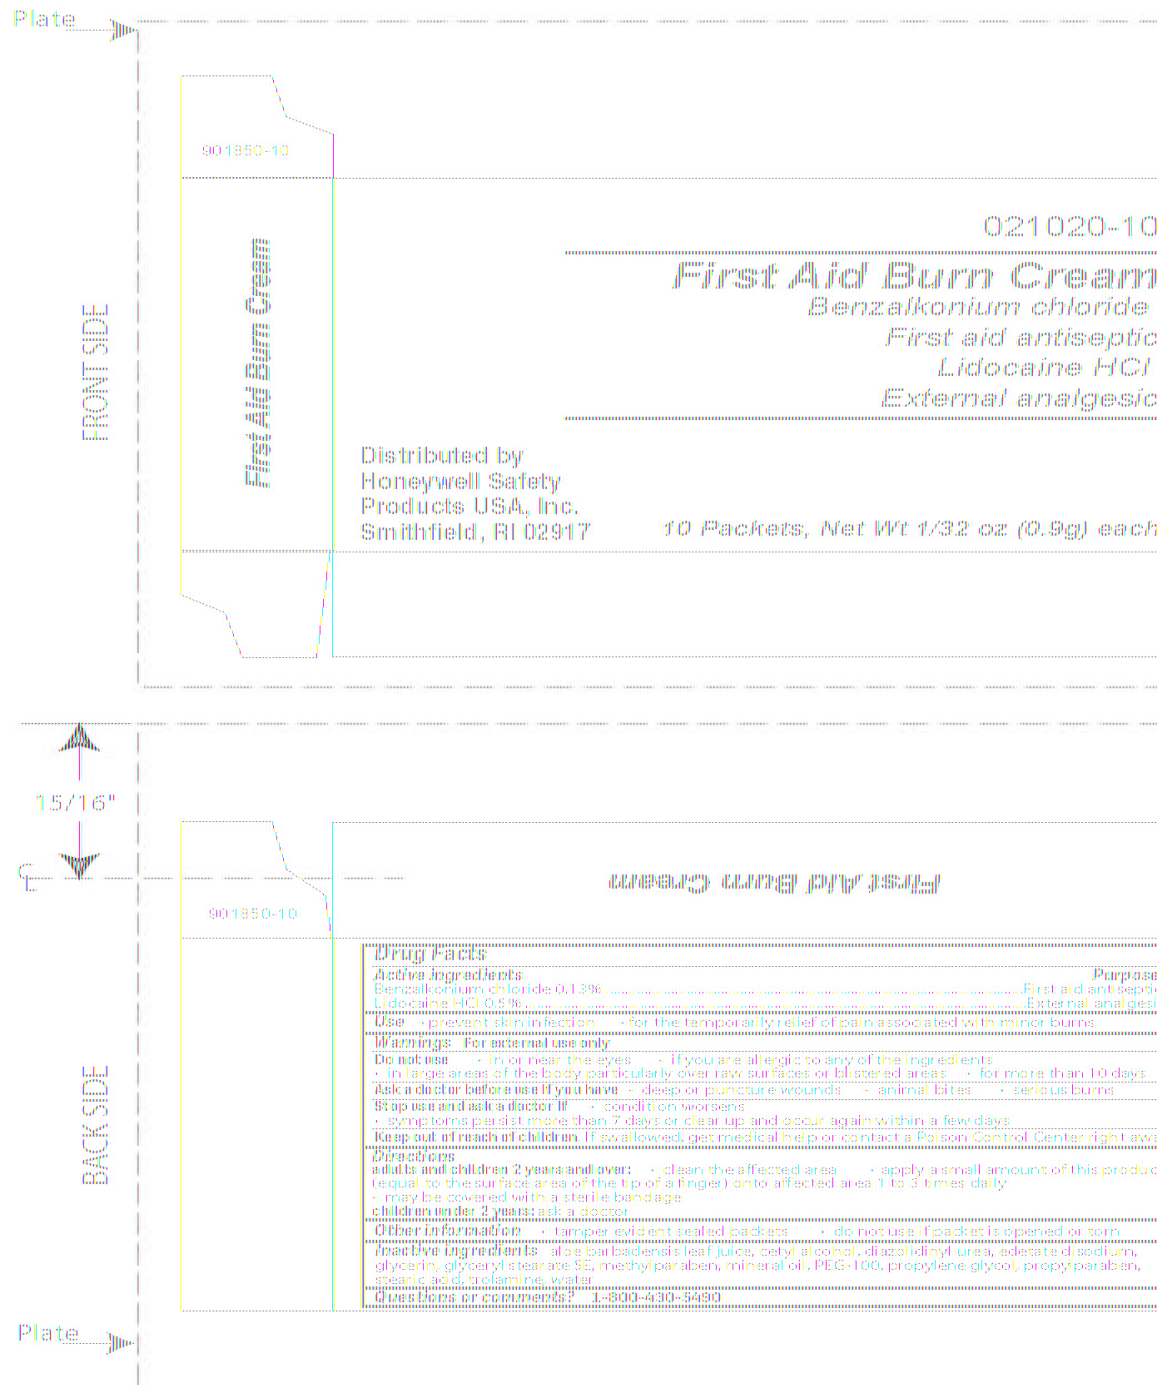 Plate
901850-10
021020-10
First Aid Burn Cream
First Aid Burn Cream
Benzalkonium chloride
First aid antiseptic
Lidocaine HCl
External analgesic
FRONT SIDE
Distributed by
Honeywell Safety
Products USA, Inc.
Smithfield, RI 02917
10 Packets, Net Wt 1/32 oz (0.9g) each
15/16"
CL
First Aid Burn Cream
901850-10
BACK SIDE
Drug Facts
Active ingredients Purpose
Benzalkonium chloride 0.13% First aid antiseptic
Lidocaine HCl 0.5% External analgesi
Use • prevent skin infection • for the temporarily relief of pain associated with minor burns
Warnings For external use only
Do not use • in or near the eyes • if you are allergic to any of the ingredients
• in large areas of the body particularly over raw surfaces or blistered areas • for more than 10 days
Ask a doctor before use if you have • deep or puncture wounds • animal bites • serious burns
Stop use and ask a doctor if • condition worsens
• symptoms persist more than 7 days or clear up and occur again within a few days
Keep out of reach of children. If swallowed, get medical help or contact a Poison Control Center right awa
Directions
adults and children 2 years and over: • clean the affected area • apply a small amount of this produc
(equal to the surface area of the tip of a finger) onto affected area 1 to 3 times daily
• may be covered with a sterile bandage
children under 2 years: ask a doctor
Other information • tamper evident sealed packets • do not use if packet is opened or torn
Inactive ingredients aloe barbadensis leaf juice, cetyl alcohol, diazolidinyl urea, edetate disodium,
glycerin, glyceryl stearate SE, methylparaben, mineral oil, PEG-100, propylene glycol, propylparaben,
stearic acid, trolamine, water
Questions or comments? 1-800-430-5490
Plate